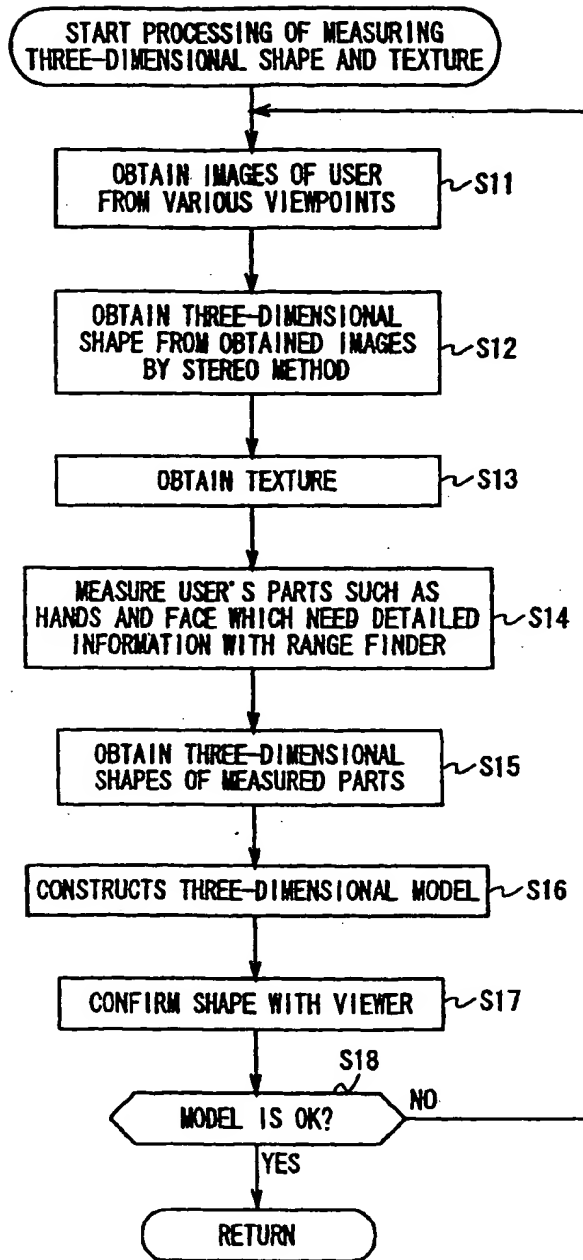 START PROCESSING OF MEASURING
THREE-DIMENSIONAL SHAPE AND TEXTURE
OBTAIN IMAGES OF USER
FROM VARIOUS VIEWPOINTS
S11
OBTAIN THREE-DIMENSIONAL
SHAPE FROM OBTAINED IMAGES
BY STEREO METHOD
S12
OBTAIN TEXTURE
S13
MEASURE USER'S PARTS SUCH AS
HANDS AND FACE WHICH NEED DETAILED
INFORMATION WITH RANGE FINDER
S14
OBTAIN THREE-DIMENSIONAL
SHAPES OF MEASURED PARTS
S15
CONSTRUCTS THREE-DIMENSIONAL MODEL
S16
CONFIRM SHAPE WITH VIEWER
S17
S18
MODEL IS OK?
NO
YES
RETURN